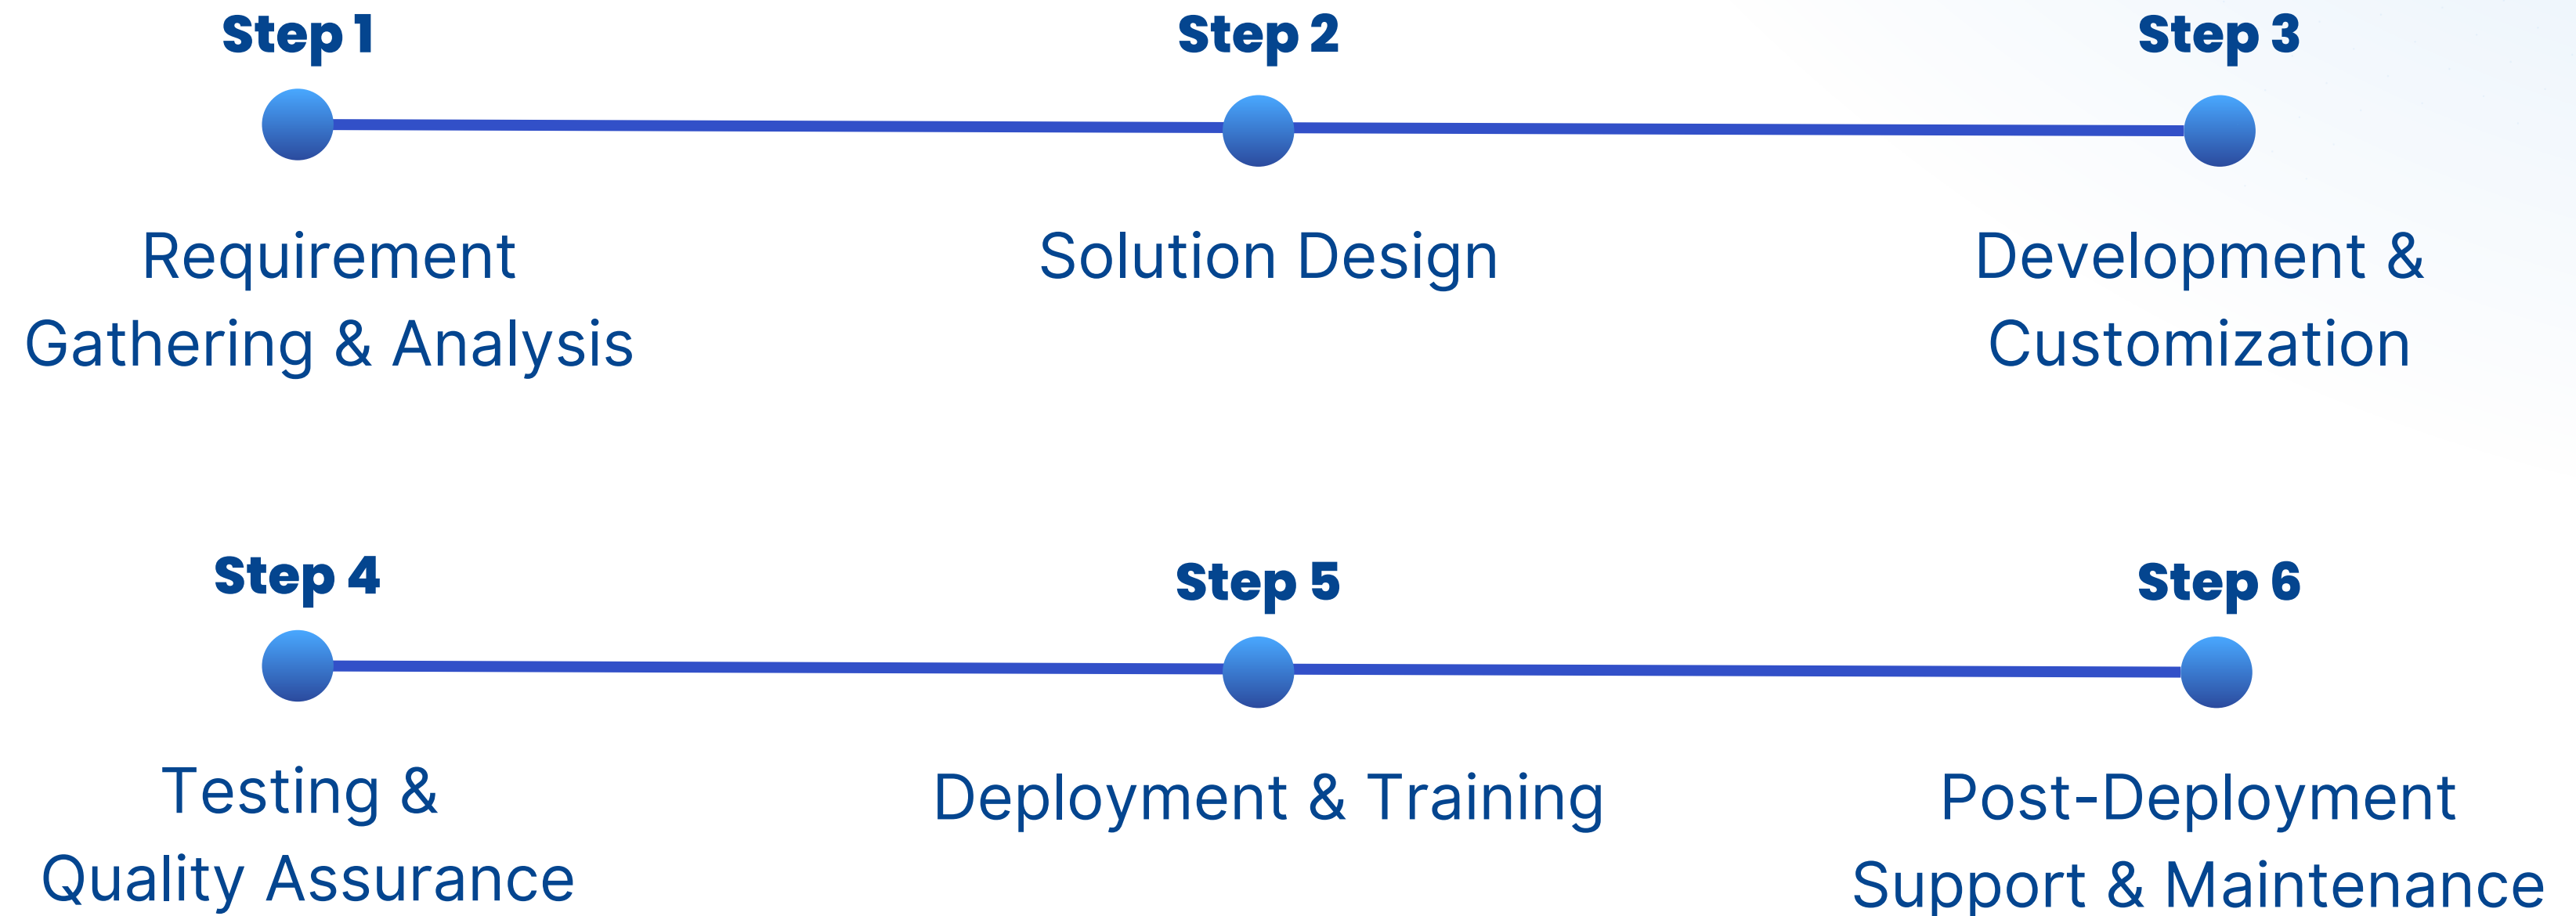 Step 1
Step 2
Step 3
Requirement
Gathering & Analysis
Solution Design
Development &
Customization
Step 4
Step 5
Step 6
Testing &
Quality Assurance
Deployment & Training
Post-Deployment
Support & Maintenance